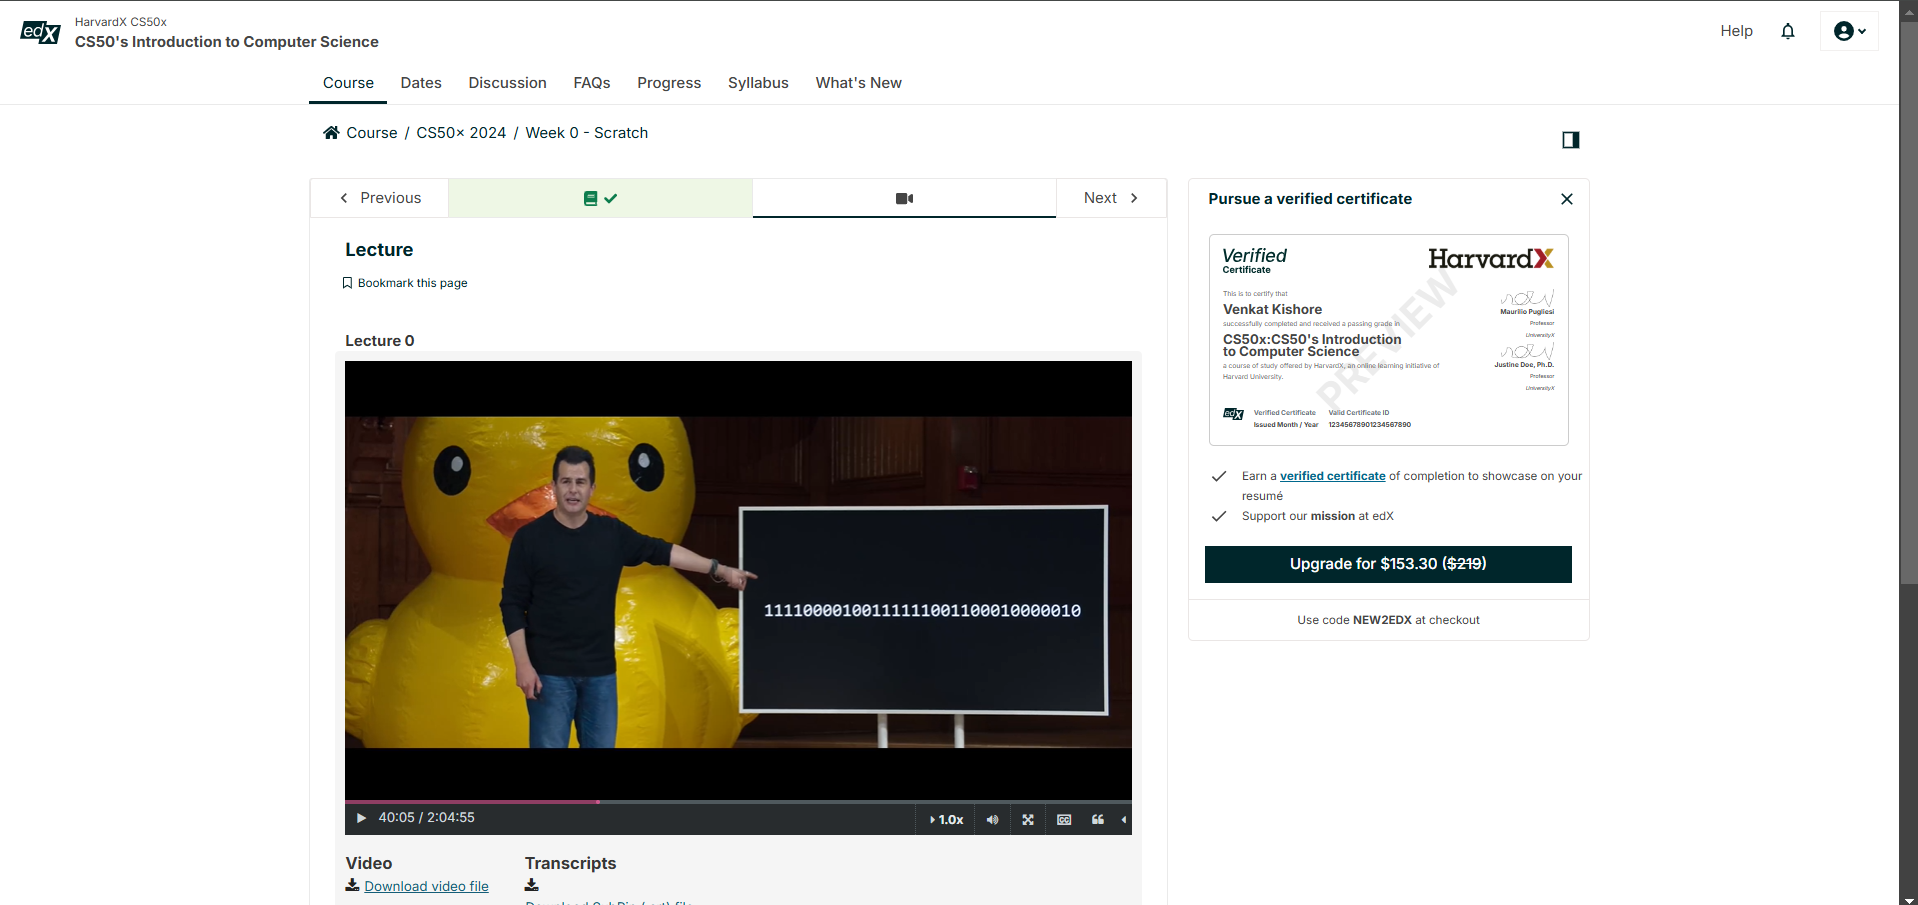 edX
HarvardX CS50x
CS50's Introduction to Computer Science
Help
Course
Dates
Discussion
FAQs
Progress
Syllabus
What's New
Course / CS50x 2024 / Week 0 - Scratch
Previous
Next
Lecture
Bookmark this page
Lecture 0
11110000100111111001100010000010
40:05 / 2:04:55
1.0x
CC
Video
Download video file
Transcripts
Pursue a verified certificate
Verified
Certificate
HarvardX
This is to certify that
Venkat Kishore
successfully completed and received a passing grade in
CS50x:CS50's Introduction
to Computer Science
a course of study offered by HarvardX, an online learning initiative of
Harvard University.
PREVIEW
Maurilio Pugliesi
Professor
UniversityX
Justine Doe, Ph.D.
Professor
UniversityX
edX
Verified Certificate
Issued Month / Year
Valid Certificate ID
12345678901234567890
Earn a verified certificate of completion to showcase on your
resumé
Support our mission at edX
Upgrade for $153.30 ($219)
Use code NEW2EDX at checkout